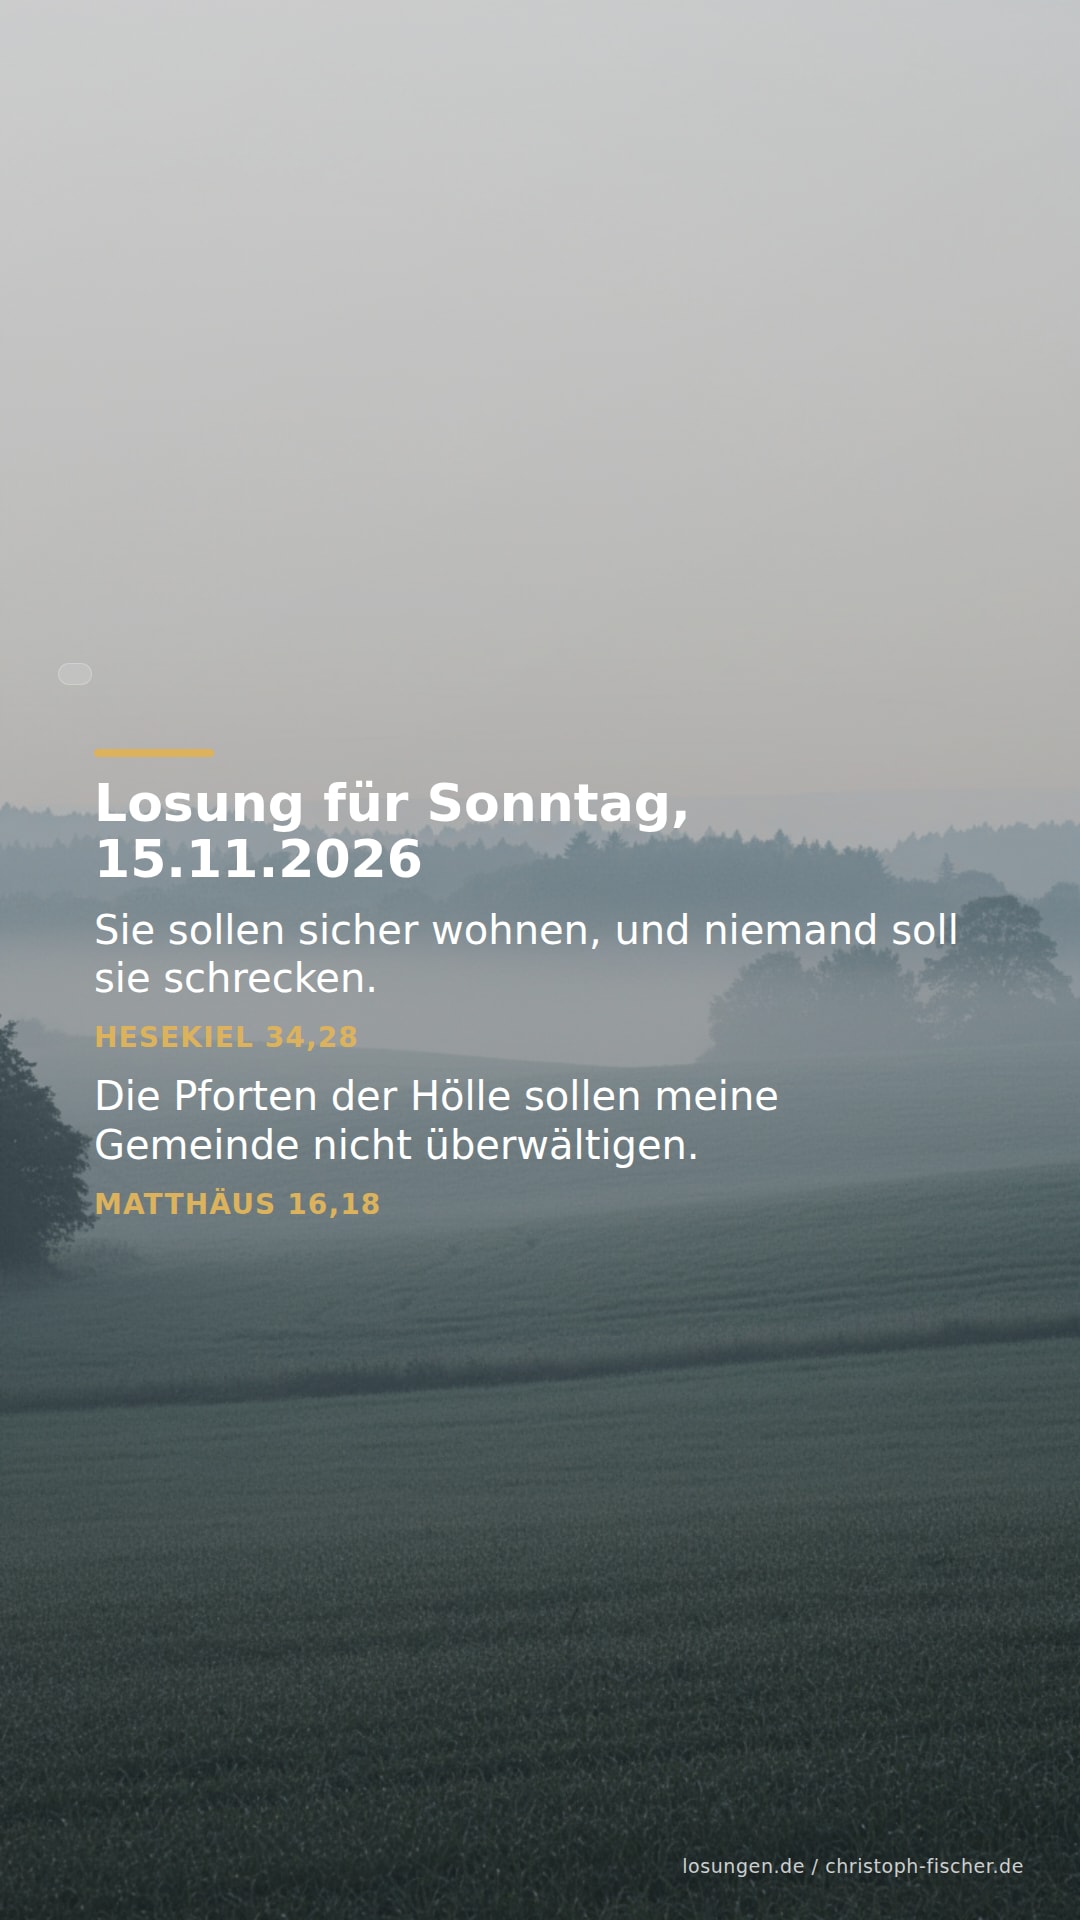 Losung für Sonntag,
15.11.2026
Sie sollen sicher wohnen, und niemand soll
sie schrecken.
HESEKIEL 34,28
Die Pforten der Hölle sollen meine
Gemeinde nicht überwältigen.
MATTHÄUS 16,18
losungen.de / christoph-fischer.de